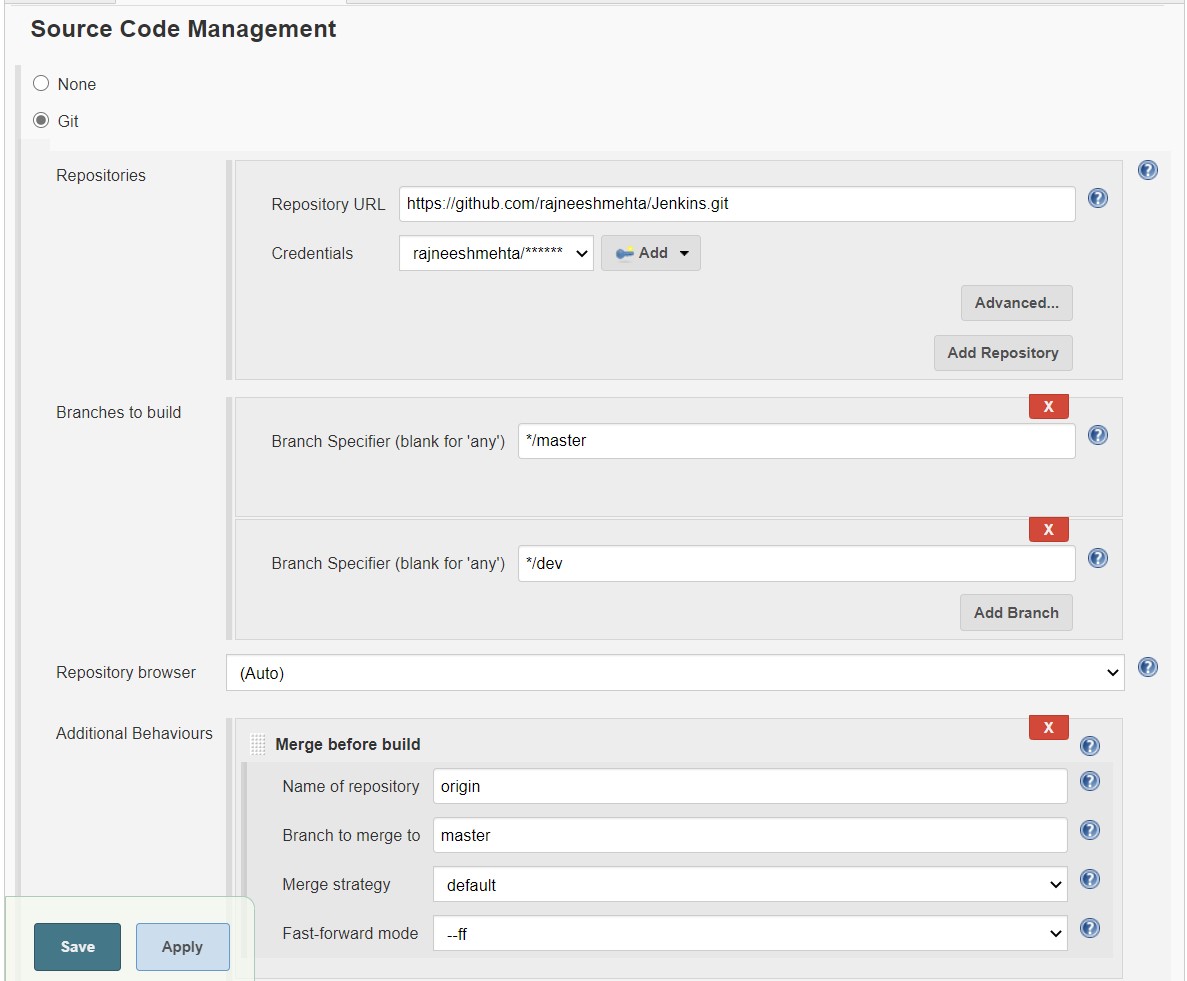 Source Code Management
None
Git
Repositories
Repository URL https://github.com/rajneeshmehta/Jenkins.git
Credentials rajneeshmehta/****** Add
Advanced...
Add Repository
Branches to build
X
Branch Specifier (blank for 'any') */master
X
Branch Specifier (blank for 'any') */dev
Add Branch
Repository browser (Auto)
Additional Behaviours
X
Merge before build
Name of repository origin
Branch to merge to master
Merge strategy default
Fast-forward mode --ff
Save Apply